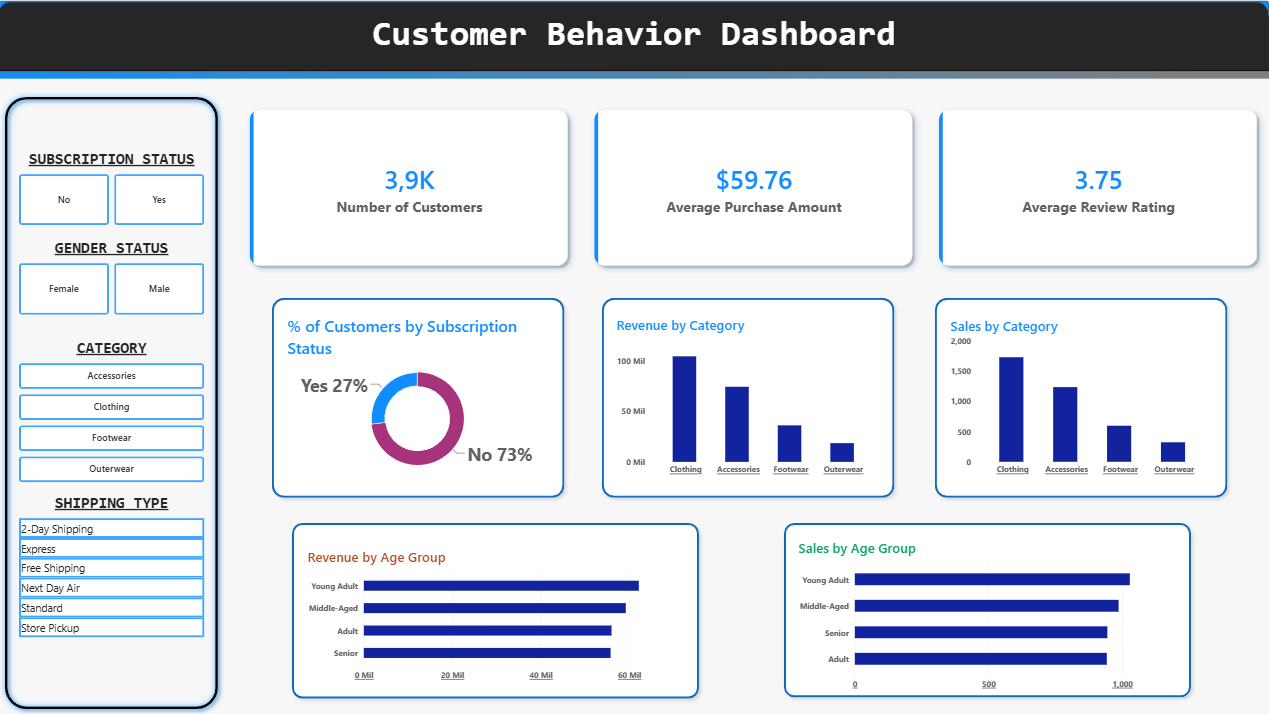 Customer Behavior Dashboard
SUBSCRIPTION STATUS
No
Yes
GENDER STATUS
Female
Male
CATEGORY
Accessories
Clothing
Footwear
Outerwear
SHIPPING TYPE
2-Day Shipping
Express
Free Shipping
Next Day Air
Standard
Store Pickup
3,9K
Number of Customers
$59.76
Average Purchase Amount
3.75
Average Review Rating
% of Customers by Subscription
Status
Yes 27%
No 73%
Revenue by Category
100 Mil
50 Mil
0 Mil
Clothing
Accessories
Footwear
Outerwear
Sales by Category
2,000
1,500
1,000
500
0
Clothing
Accessories
Footwear
Outerwear
Revenue by Age Group
Young Adult
Middle-Aged
Adult
Senior
0 Mil
20 Mil
40 Mil
60 Mil
Sales by Age Group
Young Adult
Middle-Aged
Senior
Adult
0
500
1,000